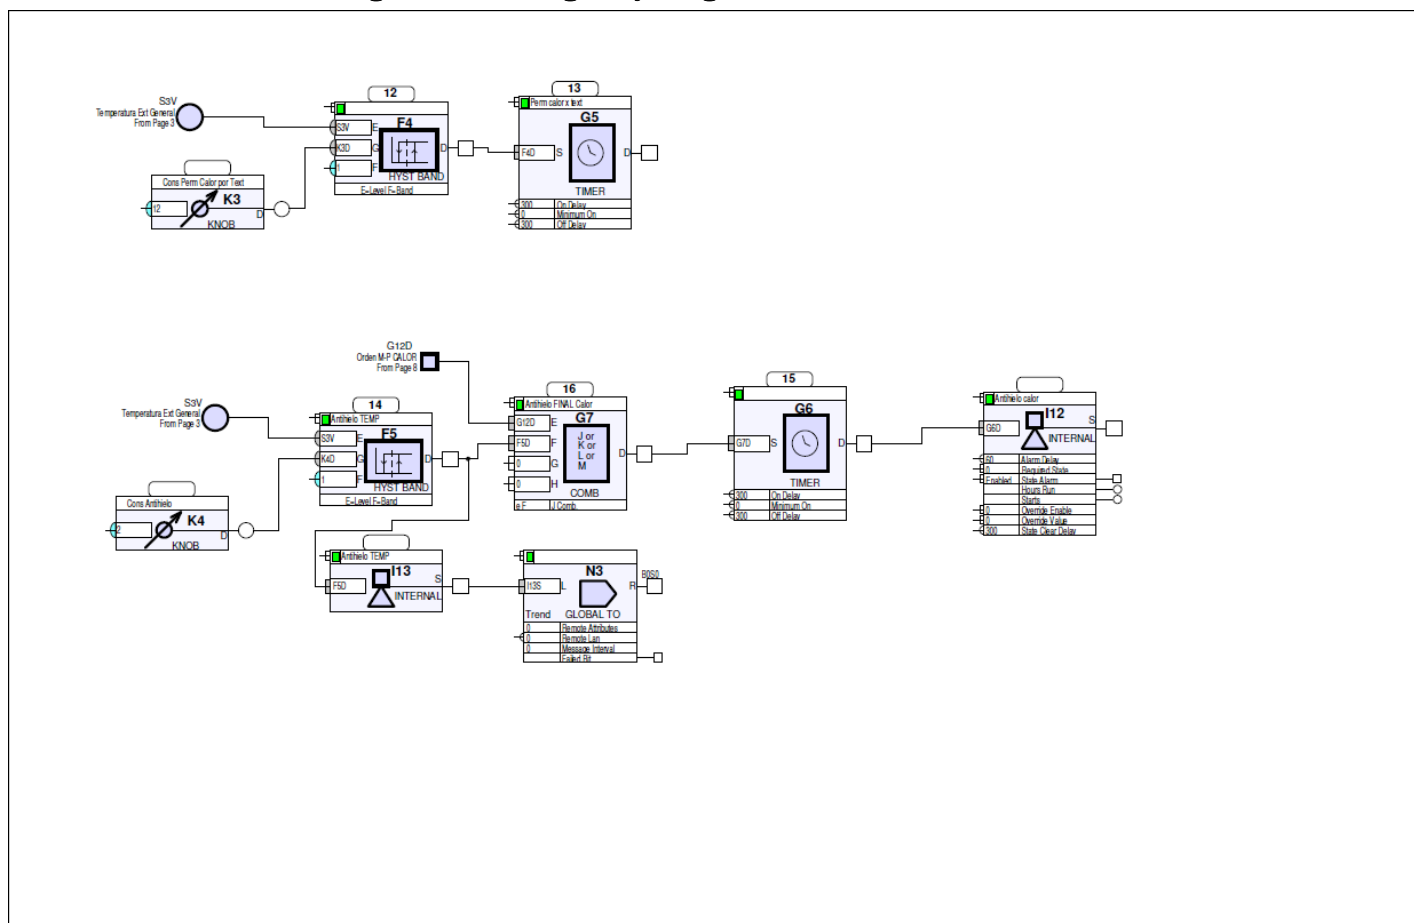 12
F4
S3V
Temperatura Ext General
From Page 3
S3V
E
K3D
G
1
F
D
HYST BAND
E=Level F=Band
Cons Perm Calor por Text
K3
12
D
KNOB
13
Perm calor x text
G5
F4D
S
D
TIMER
300 On Delay
0 Minimum On
300 Off Delay
G12D
Orden M-P CALOR
From Page 8
S3V
Temperatura Ext General
From Page 3
14
Antihielo TEMP
F5
S3V
E
K4D
G
1
F
D
HYST BAND
E=Level F=Band
Cons Antihielo
K4
2
D
KNOB
16
Antihielo FINAL Calor
G7
G12D
E
F5D
F
0
G
0
H
J or
K or
L or
M
D
COMB
e F J Comb.
15
G6
G7D
S
D
TIMER
300 On Delay
0 Minimum On
300 Off Delay
Antihielo calor
I12
G6D
S
INTERNAL
60 Alarm Delay
0 Required State
Enabled State Alarm
Hours Run
Starts
0 Override Enable
0 Override Value
300 State Clear Delay
Antihielo TEMP
I13
F5D
S
INTERNAL
N3
I13S
L
R
B0S0
Trend GLOBAL TO
0 Remote Attributes
0 Remote Lan
0 Message Interval
Failed Bit